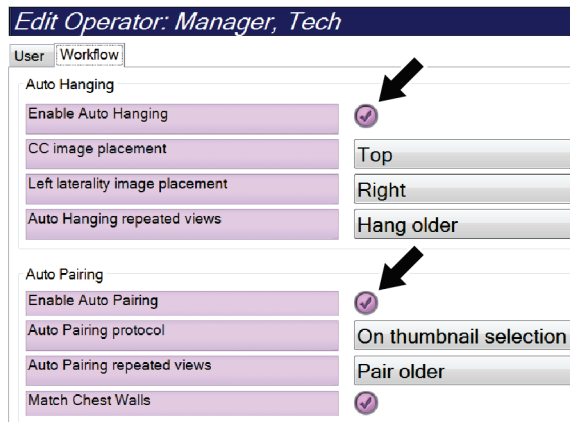 Edit Operator: Manager, Tech
User Workflow
Auto Hanging
Enable Auto Hanging
CC image placement Top
Left laterality image placement Right
Auto Hanging repeated views Hang older
Auto Pairing
Enable Auto Pairing
Auto Pairing protocol On thumbnail selection
Auto Pairing repeated views Pair older
Match Chest Walls